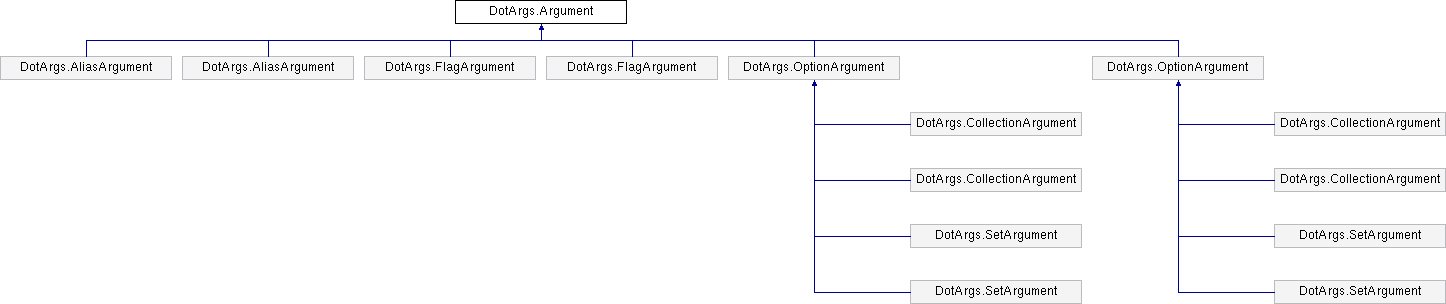 DotArgs.Argument
DotArgs.AliasArgument
DotArgs.AliasArgument
DotArgs.FlagArgument
DotArgs.FlagArgument
DotArgs.OptionArgument
DotArgs.OptionArgument
DotArgs.CollectionArgument
DotArgs.CollectionArgument
DotArgs.CollectionArgument
DotArgs.CollectionArgument
DotArgs.SetArgument
DotArgs.SetArgument
DotArgs.SetArgument
DotArgs.SetArgument